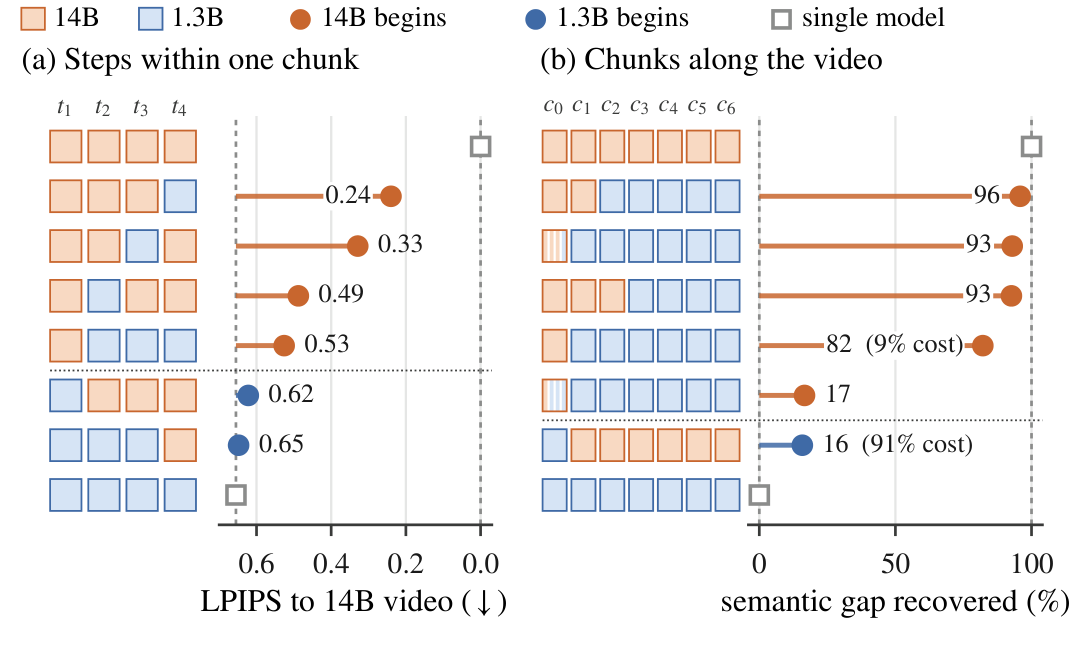 14B 1.3B 14B begins 1.3B begins single model
(a) Steps within one chunk
(b) Chunks along the video
t1 t2 t3 t4
c0 c1 c2 c3 c4 c5 c6
0.24
0.33
0.49
0.53
0.62
0.65
96
93
93
82 (9% cost)
17
16 (91% cost)
0.6 0.4 0.2 0.0
LPIPS to 14B video (↓)
0 50 100
semantic gap recovered (%)